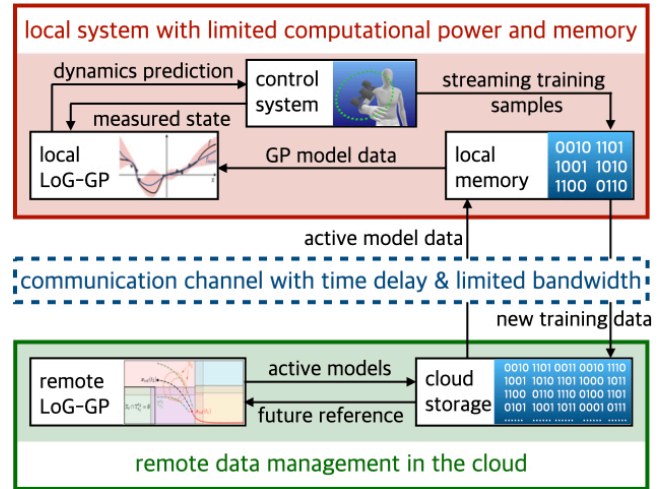 local system with limited computational power and memory
dynamics prediction
control
system
streaming training
samples
measured state
local
LoG-GP
GP model data
local
memory
0010 1101
1001 1010
1100 0110
active model data
communication channel with time delay & limited bandwidth
new training data
remote
LoG-GP
active models
future reference
cloud
storage
0010 1101 0011 0010 1110
1001 1010 1101 1000 1011
1100 0110 1110 0100 1101
0101 1001 1011 0001 0111
...... ...... ...... ...... ......
remote data management in the cloud